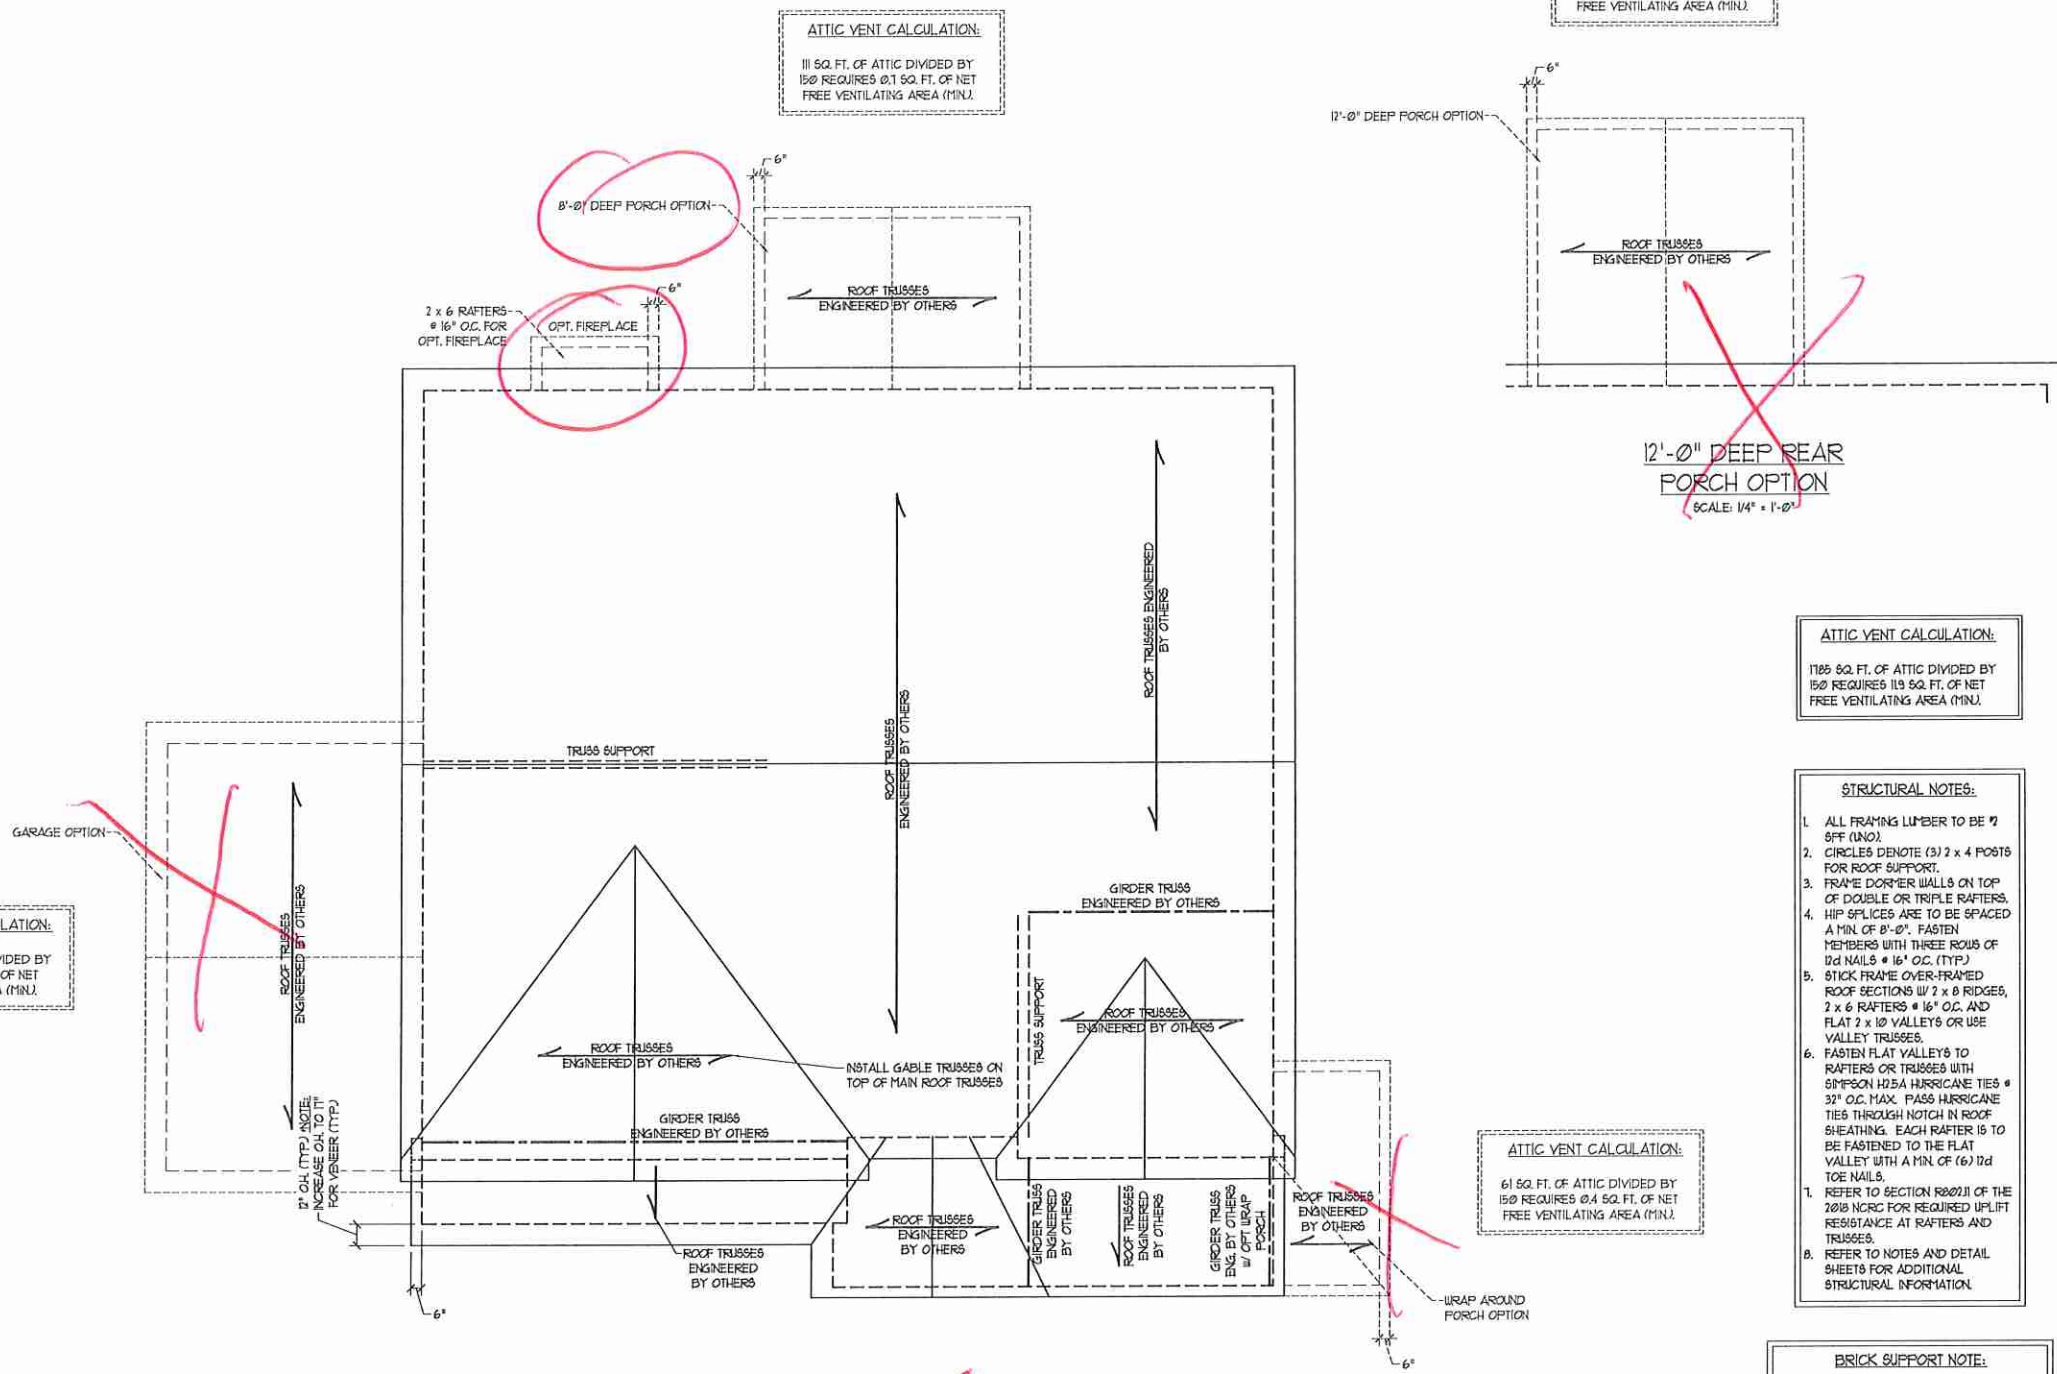 FREE VENTILATING AREA (MIN.).
ATTIC VENT CALCULATION:
111 SQ. FT. OF ATTIC DIVIDED BY
150 REQUIRES 0.7 SQ. FT. OF NET
FREE VENTILATING AREA (MIN.).
6"
12'-0" DEEP PORCH OPTION
ROOF TRUSSES
ENGINEERED BY OTHERS
12'-0" DEEP REAR
PORCH OPTION
SCALE: 1/4" = 1'-0"
6"
8'-0" DEEP PORCH OPTION
ROOF TRUSSES
ENGINEERED BY OTHERS
6"
2 x 6 RAFTERS
@ 16" O.C. FOR
OPT. FIREPLACE
OPT. FIREPLACE
ROOF TRUSSES ENGINEERED
BY OTHERS
ROOF TRUSSES
ENGINEERED BY OTHERS
TRUSS SUPPORT
GARAGE OPTION
ROOF TRUSSES
ENGINEERED BY OTHERS
LATION:
VIDED BY
OF NET
(MIN.).
GIRDER TRUSS
ENGINEERED BY OTHERS
TRUSS SUPPORT
ROOF TRUSSES
ENGINEERED BY OTHERS
ROOF TRUSSES
ENGINEERED BY OTHERS
INSTALL GABLE TRUSSES ON
TOP OF MAIN ROOF TRUSSES
GIRDER TRUSS
ENGINEERED BY OTHERS
12" O.H. (TYP.) NOTE:
INCREASE O.H. TO 17"
FOR VENEER (TYP.)
ROOF TRUSSES
ENGINEERED
BY OTHERS
6"
ROOF TRUSSES
ENGINEERED
BY OTHERS
GIRDER TRUSS
ENGINEERED
BY OTHERS
ROOF TRUSSES
ENGINEERED
BY OTHERS
GIRDER TRUSS
ENG. BY OTHERS
W/ OPT. WRAP
PORCH
ROOF TRUSSES
ENGINEERED
BY OTHERS
WRAP AROUND
PORCH OPTION
6"
ATTIC VENT CALCULATION:
61 SQ. FT. OF ATTIC DIVIDED BY
150 REQUIRES 0.4 SQ. FT. OF NET
FREE VENTILATING AREA (MIN.).
ATTIC VENT CALCULATION:
1785 SQ. FT. OF ATTIC DIVIDED BY
150 REQUIRES 11.9 SQ. FT. OF NET
FREE VENTILATING AREA (MIN.).
STRUCTURAL NOTES:
1. ALL FRAMING LUMBER TO BE #2
SPF (UNO).
2. CIRCLES DENOTE (3) 2 x 4 POSTS
FOR ROOF SUPPORT.
3. FRAME DORMER WALLS ON TOP
OF DOUBLE OR TRIPLE RAFTERS.
4. HIP SPLICES ARE TO BE SPACED
A MIN. OF 8'-0". FASTEN
MEMBERS WITH THREE ROWS OF
12d NAILS @ 16" O.C. (TYP.)
5. STICK FRAME OVER-FRAMED
ROOF SECTIONS W/ 2 x 8 RIDGES,
2 x 6 RAFTERS @ 16" O.C. AND
FLAT 2 x 10 VALLEYS OR USE
VALLEY TRUSSES.
6. FASTEN FLAT VALLEYS TO
RAFTERS OR TRUSSES WITH
SIMPSON H2.5A HURRICANE TIES @
32" O.C. MAX. PASS HURRICANE
TIES THROUGH NOTCH IN ROOF
SHEATHING. EACH RAFTER IS TO
BE FASTENED TO THE FLAT
VALLEY WITH A MIN. OF (6) 12d
TOE NAILS.
7. REFER TO SECTION R802.11 OF THE
2018 NCRC FOR REQUIRED UPLIFT
RESISTANCE AT RAFTERS AND
TRUSSES.
8. REFER TO NOTES AND DETAIL
SHEETS FOR ADDITIONAL
STRUCTURAL INFORMATION.
BRICK SUPPORT NOTE: